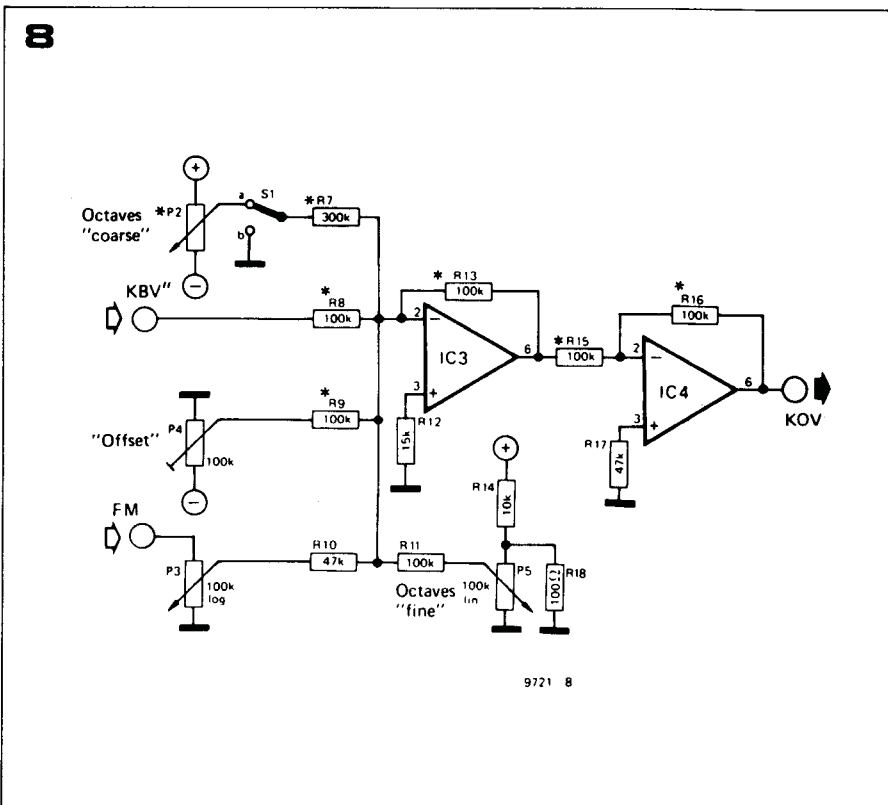 8
+
a
S1
*R7
300k
*P2
Octaves
"coarse"
b
−
KBV"
*
R8
100k
*
R13
100k
*
R16
100k
2
−
IC3
6
3
+
*R15
100k
2
−
IC4
6
3
+
KOV
R12
15k
R17
47k
*
R9
100k
"Offset"
P4
100k
−
+
R14
10k
FM
P3
100k
log
R10
47k
R11
100k
Octaves
"fine"
100k
lin
P5
R18
100Ω
9721 8